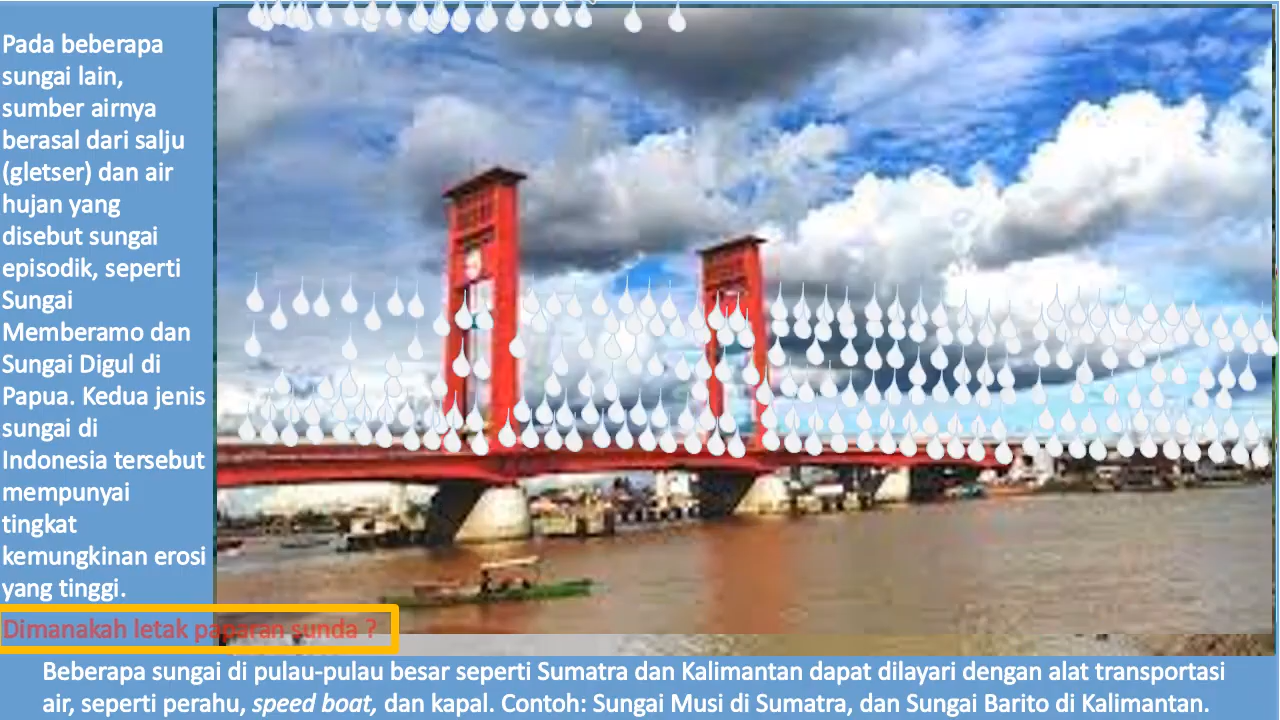 Pada beberapa
sungai lain,
sumber airnya
berasal dari salju
(gletser) dan air
hujan yang
disebut sungai
episodik, seperti
Sungai
Memberamo dan
Sungai Digul di
Papua. Kedua jenis
sungai di
Indonesia tersebut
mempunyai
tingkat
kemungkinan erosi
yang tinggi.
Dimanakah letak paparan sunda ?
Beberapa sungai di pulau-pulau besar seperti Sumatra dan Kalimantan dapat dilayari dengan alat transportasi
air, seperti perahu, speed boat, dan kapal. Contoh: Sungai Musi di Sumatra, dan Sungai Barito di Kalimantan.